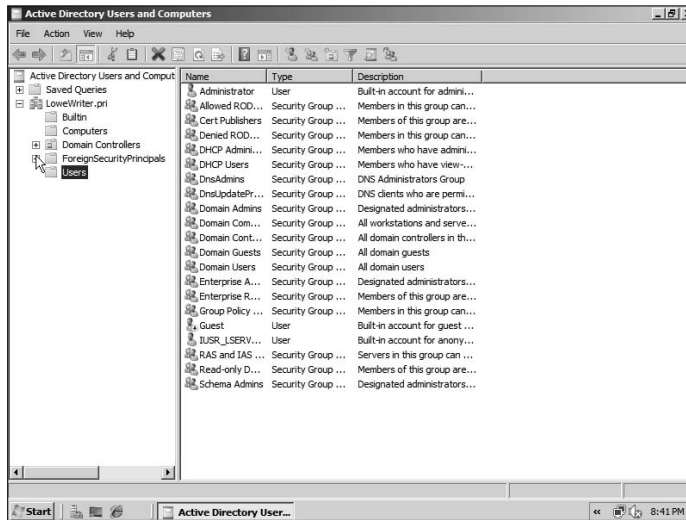 Active Directory Users and Computers
File Action View Help
Active Directory Users and Comput
Saved Queries
LoweWriter.pri
Builtin
Computers
Domain Controllers
ForeignSecurityPrincipals
Users
Name Type Description
Administrator User Built-in account for admini...
Allowed ROD... Security Group ... Members in this group can...
Cert Publishers Security Group ... Members of this group are...
Denied ROD... Security Group ... Members in this group can...
DHCP Admini... Security Group ... Members who have admini...
DHCP Users Security Group ... Members who have view-...
DnsAdmins Security Group ... DNS Administrators Group
DnsUpdatePr... Security Group ... DNS clients who are permi...
Domain Admins Security Group ... Designated administrators...
Domain Com... Security Group ... All workstations and serve...
Domain Cont... Security Group ... All domain controllers in th...
Domain Guests Security Group ... All domain guests
Domain Users Security Group ... All domain users
Enterprise A... Security Group ... Designated administrators...
Enterprise R... Security Group ... Members of this group are...
Group Policy ... Security Group ... Members in this group can...
Guest User Built-in account for guest ...
IUSR_LSERV... User Built-in account for anony...
RAS and IAS ... Security Group ... Servers in this group can ...
Read-only D... Security Group ... Members of this group are...
Schema Admins Security Group ... Designated administrators...
Start Active Directory User... 8:41 PM